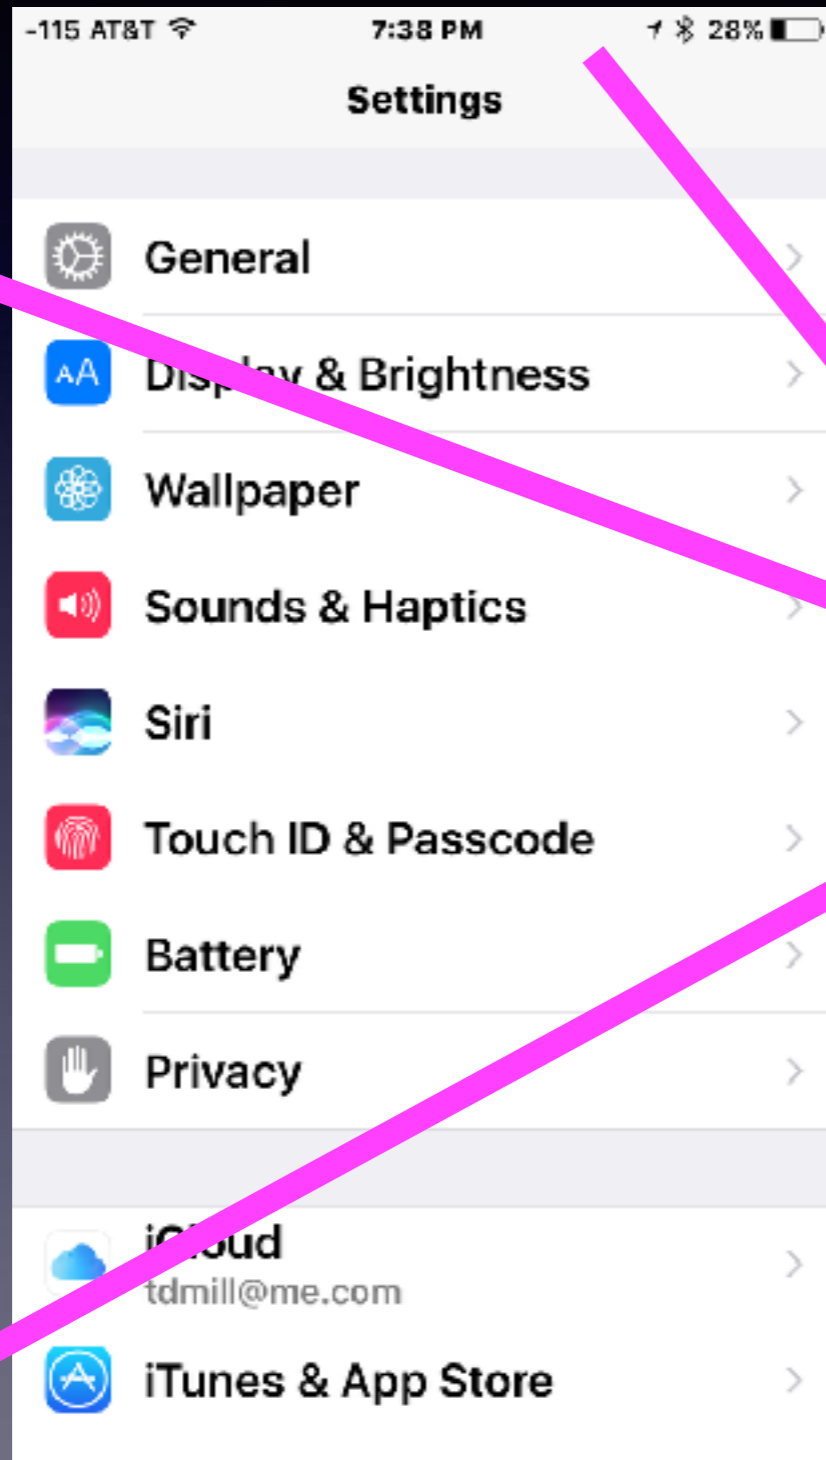 -115 AT&T 7:38 PM 28%
Settings
General
AA Display & Brightness
Wallpaper
Sounds & Haptics
Siri
Touch ID & Passcode
Battery
Privacy
iCloud
tdmill@me.com
iTunes & App Store